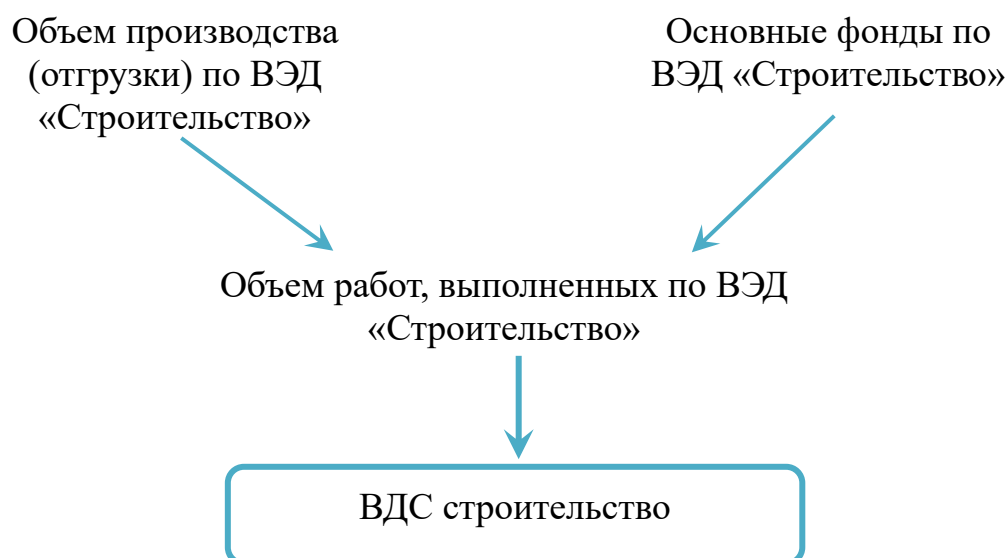 Объем производства
(отгрузки) по ВЭД
«Строительство»
Основные фонды по
ВЭД «Строительство»
Объем работ, выполненных по ВЭД
«Строительство»
ВДС строительство